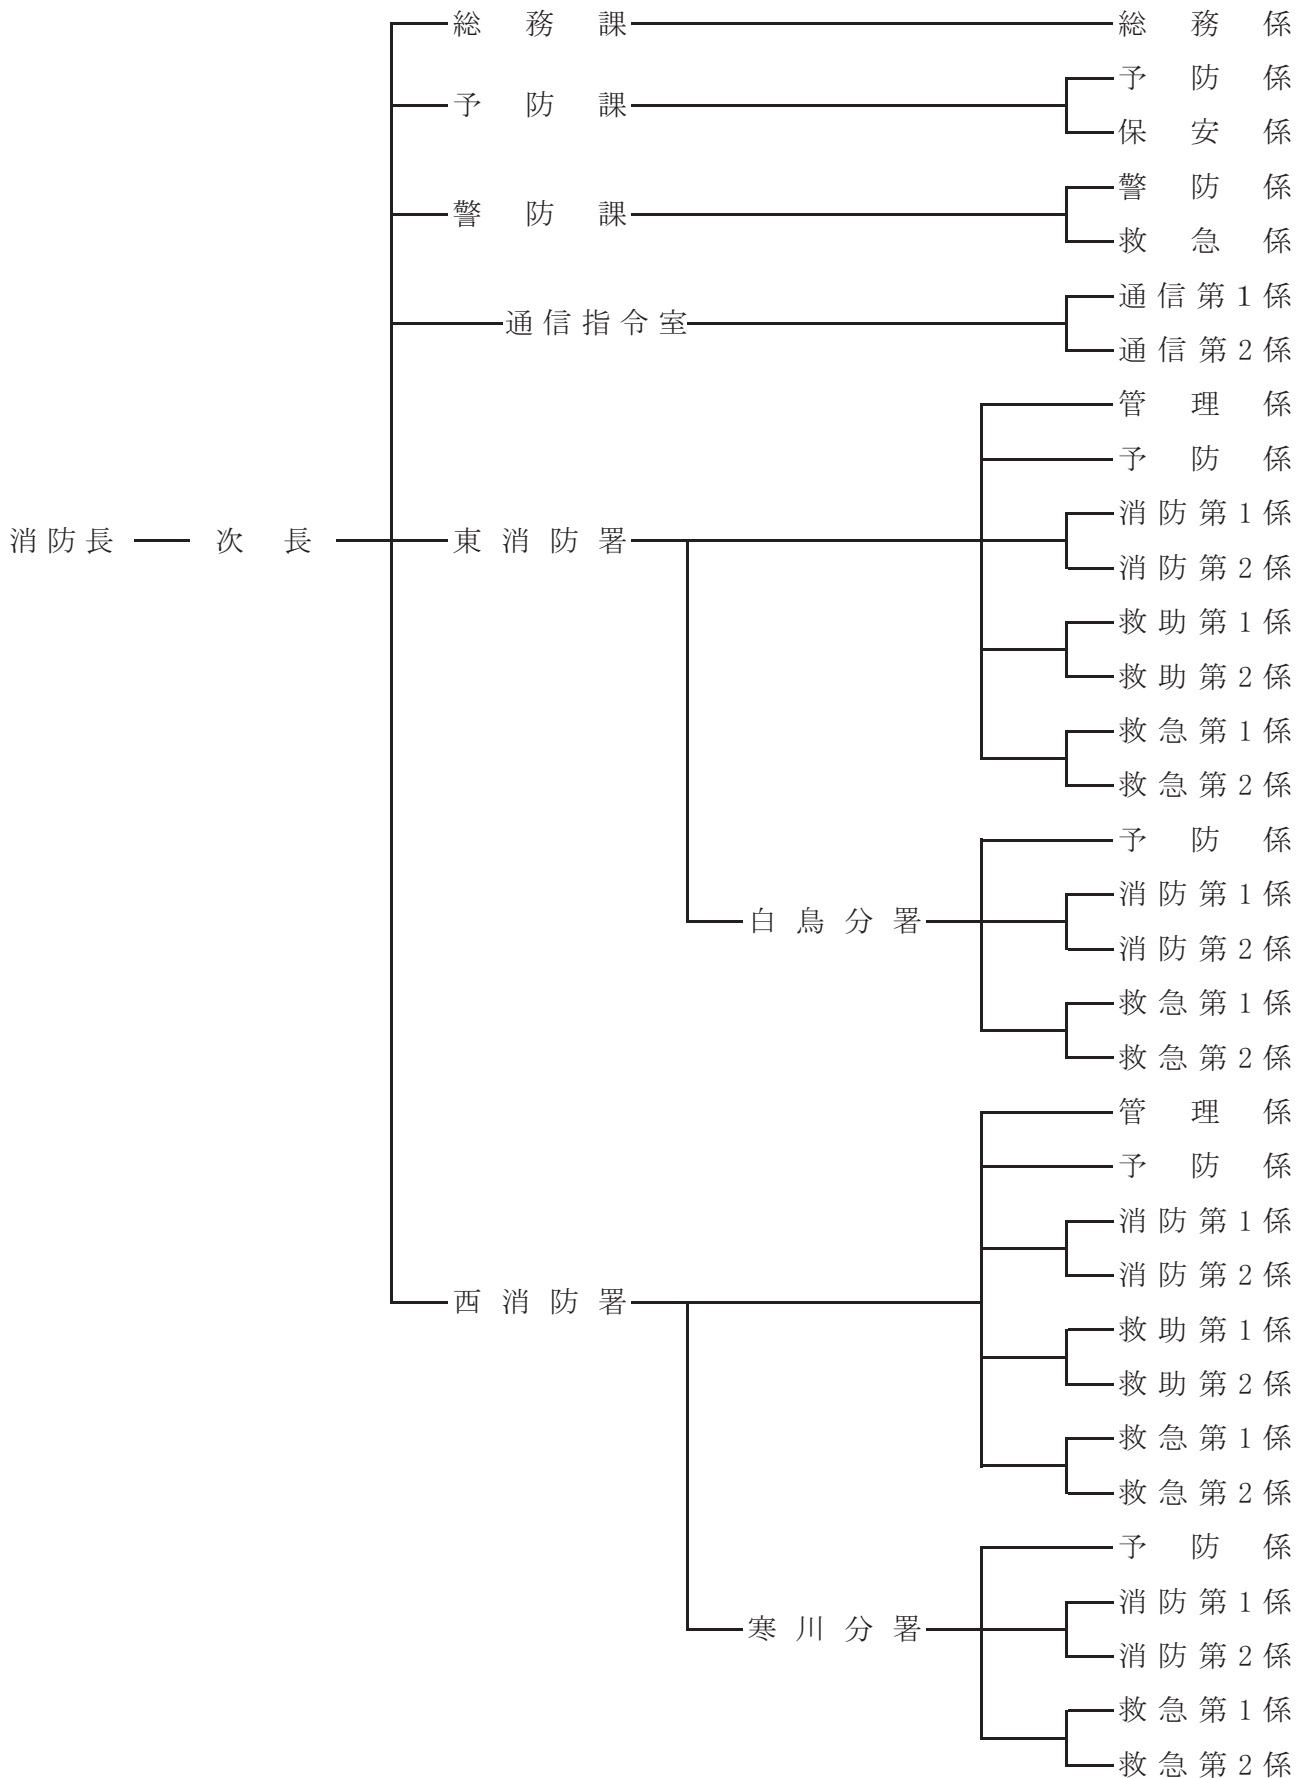 総務課 総務係
予防係
予防課
保安係
警防係
警防課
救急係
通信第1係
通信指令室
通信第2係
管理係
予防係
消防第1係
消防長 次長 東消防署
消防第2係
救助第1係
救助第2係
救急第1係
救急第2係
予防係
消防第1係
白鳥分署
消防第2係
救急第1係
救急第2係
管理係
予防係
消防第1係
消防第2係
西消防署
救助第1係
救助第2係
救急第1係
救急第2係
予防係
消防第1係
寒川分署
消防第2係
救急第1係
救急第2係